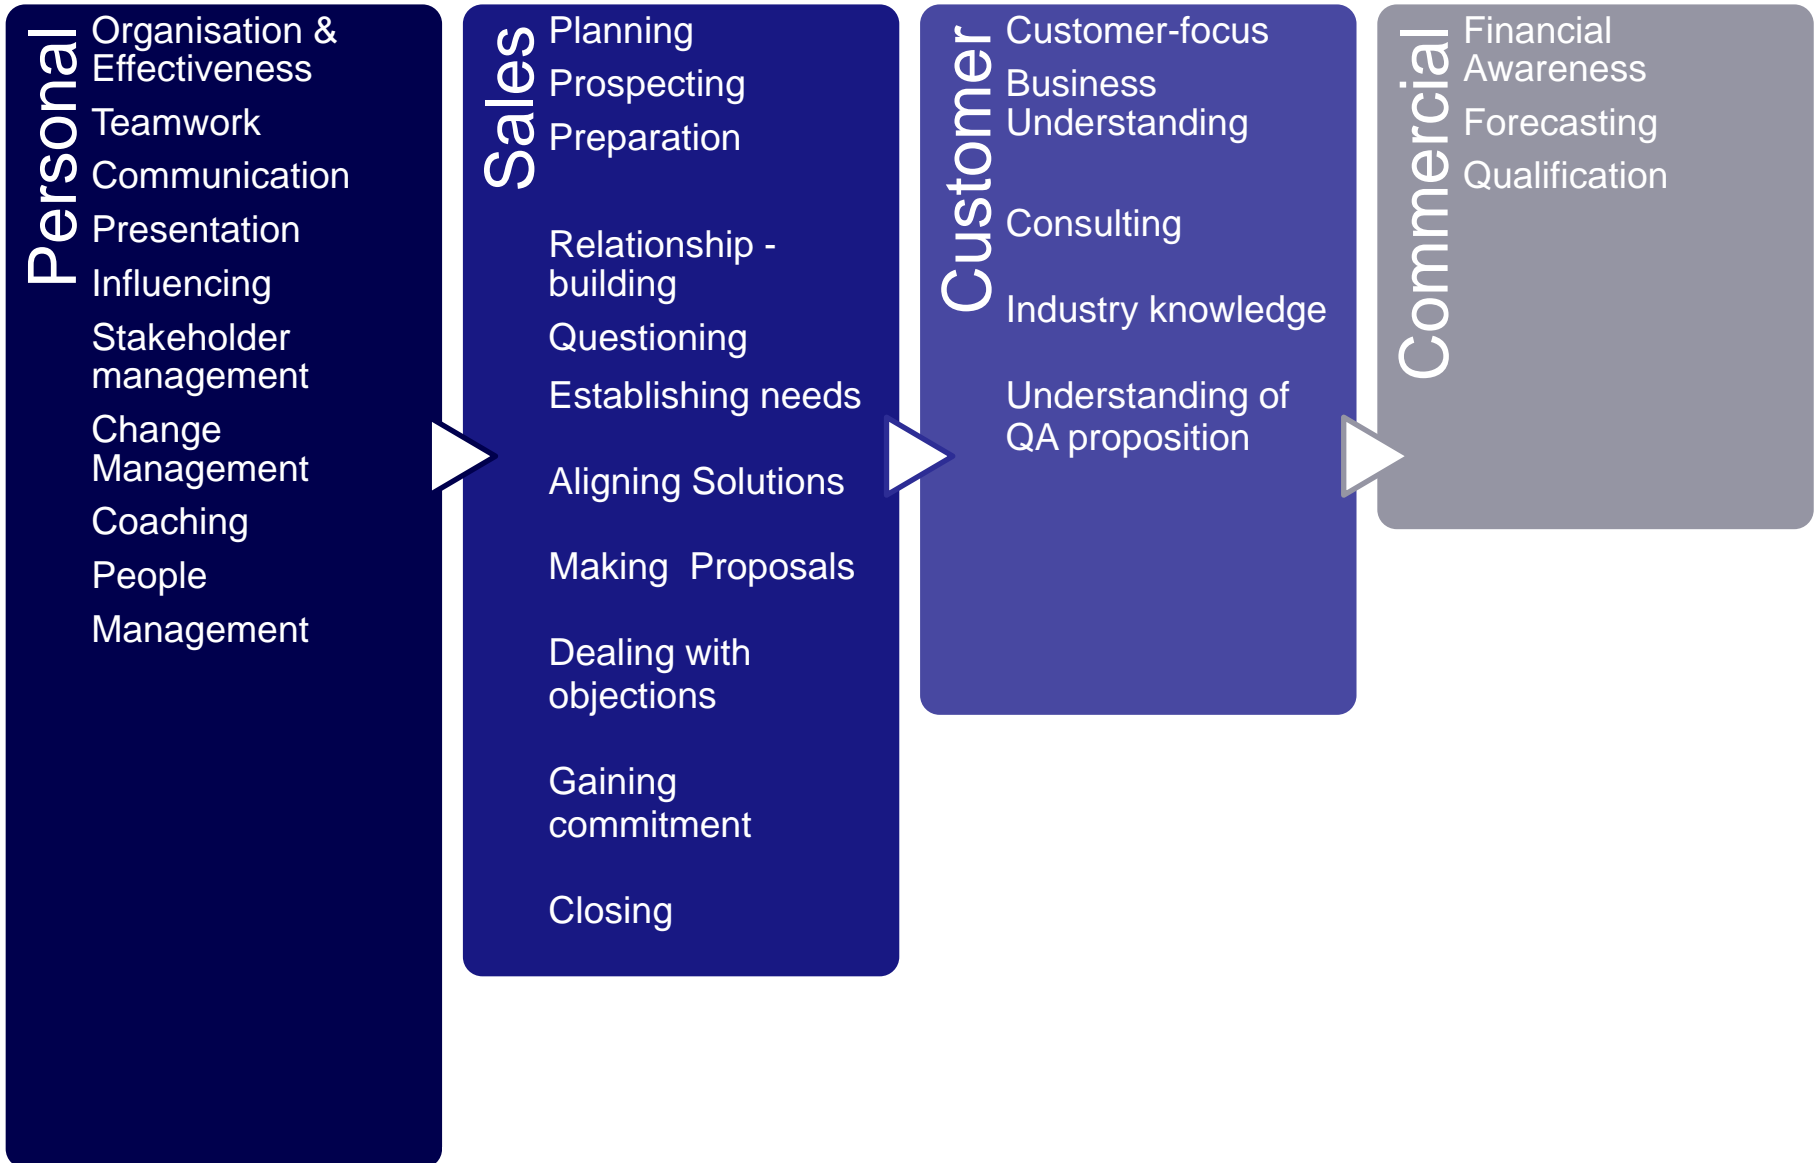 Personal
Organisation &
Effectiveness
Teamwork
Communication
Presentation
Influencing
Stakeholder
management
Change
Management
Coaching
People
Management
Sales
Planning
Prospecting
Preparation
Relationship -
building
Questioning
Establishing needs
Aligning Solutions
Making  Proposals
Dealing with
objections
Gaining
commitment
Closing
Customer
Customer-focus
Business
Understanding
Consulting
Industry knowledge
Understanding of
QA proposition
Commercial
Financial
Awareness
Forecasting
Qualification